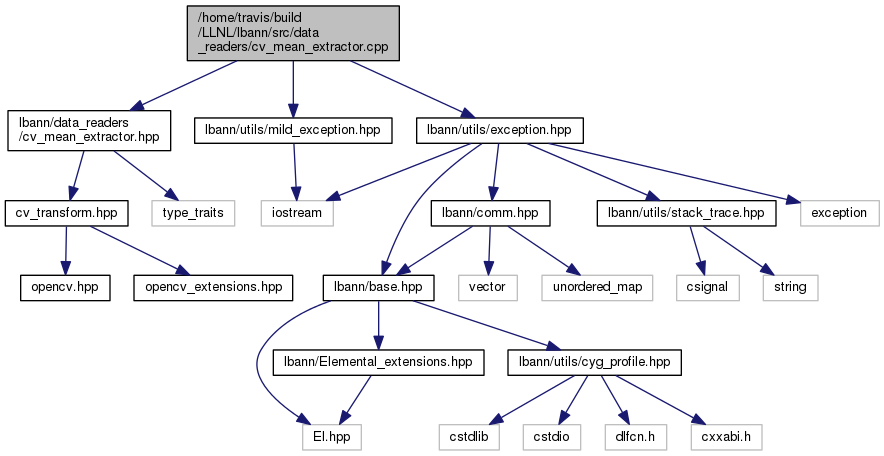 /home/travis/build
/LLNL/lbann/src/data
_readers/cv_mean_extractor.cpp
lbann/data_readers
/cv_mean_extractor.hpp
lbann/utils/mild_exception.hpp
lbann/utils/exception.hpp
cv_transform.hpp
type_traits
iostream
lbann/comm.hpp
lbann/utils/stack_trace.hpp
exception
opencv.hpp
opencv_extensions.hpp
lbann/base.hpp
vector
unordered_map
csignal
string
lbann/Elemental_extensions.hpp
lbann/utils/cyg_profile.hpp
El.hpp
cstdlib
cstdio
dlfcn.h
cxxabi.h